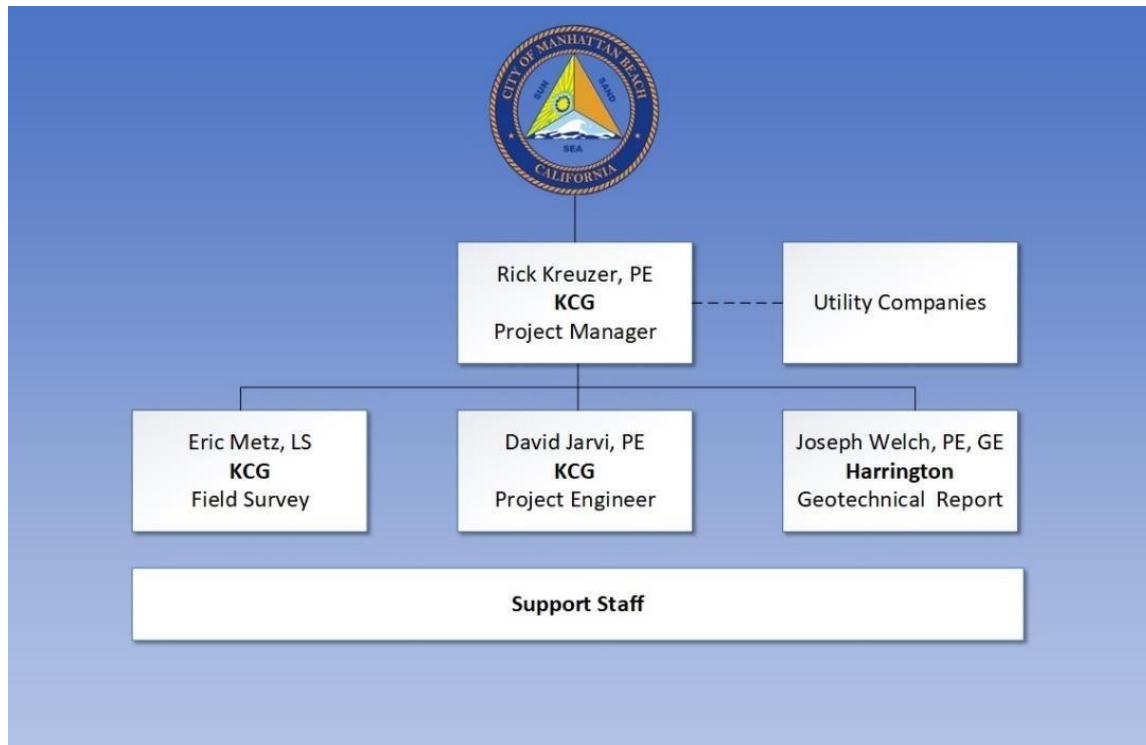 CITY OF MANHATTAN BEACH
SUN
SAND
SEA
CALIFORNIA
Rick Kreuzer, PE
KCG
Project Manager
Utility Companies
Eric Metz, LS
KCG
Field Survey
David Jarvi, PE
KCG
Project Engineer
Joseph Welch, PE, GE
Harrington
Geotechnical Report
Support Staff